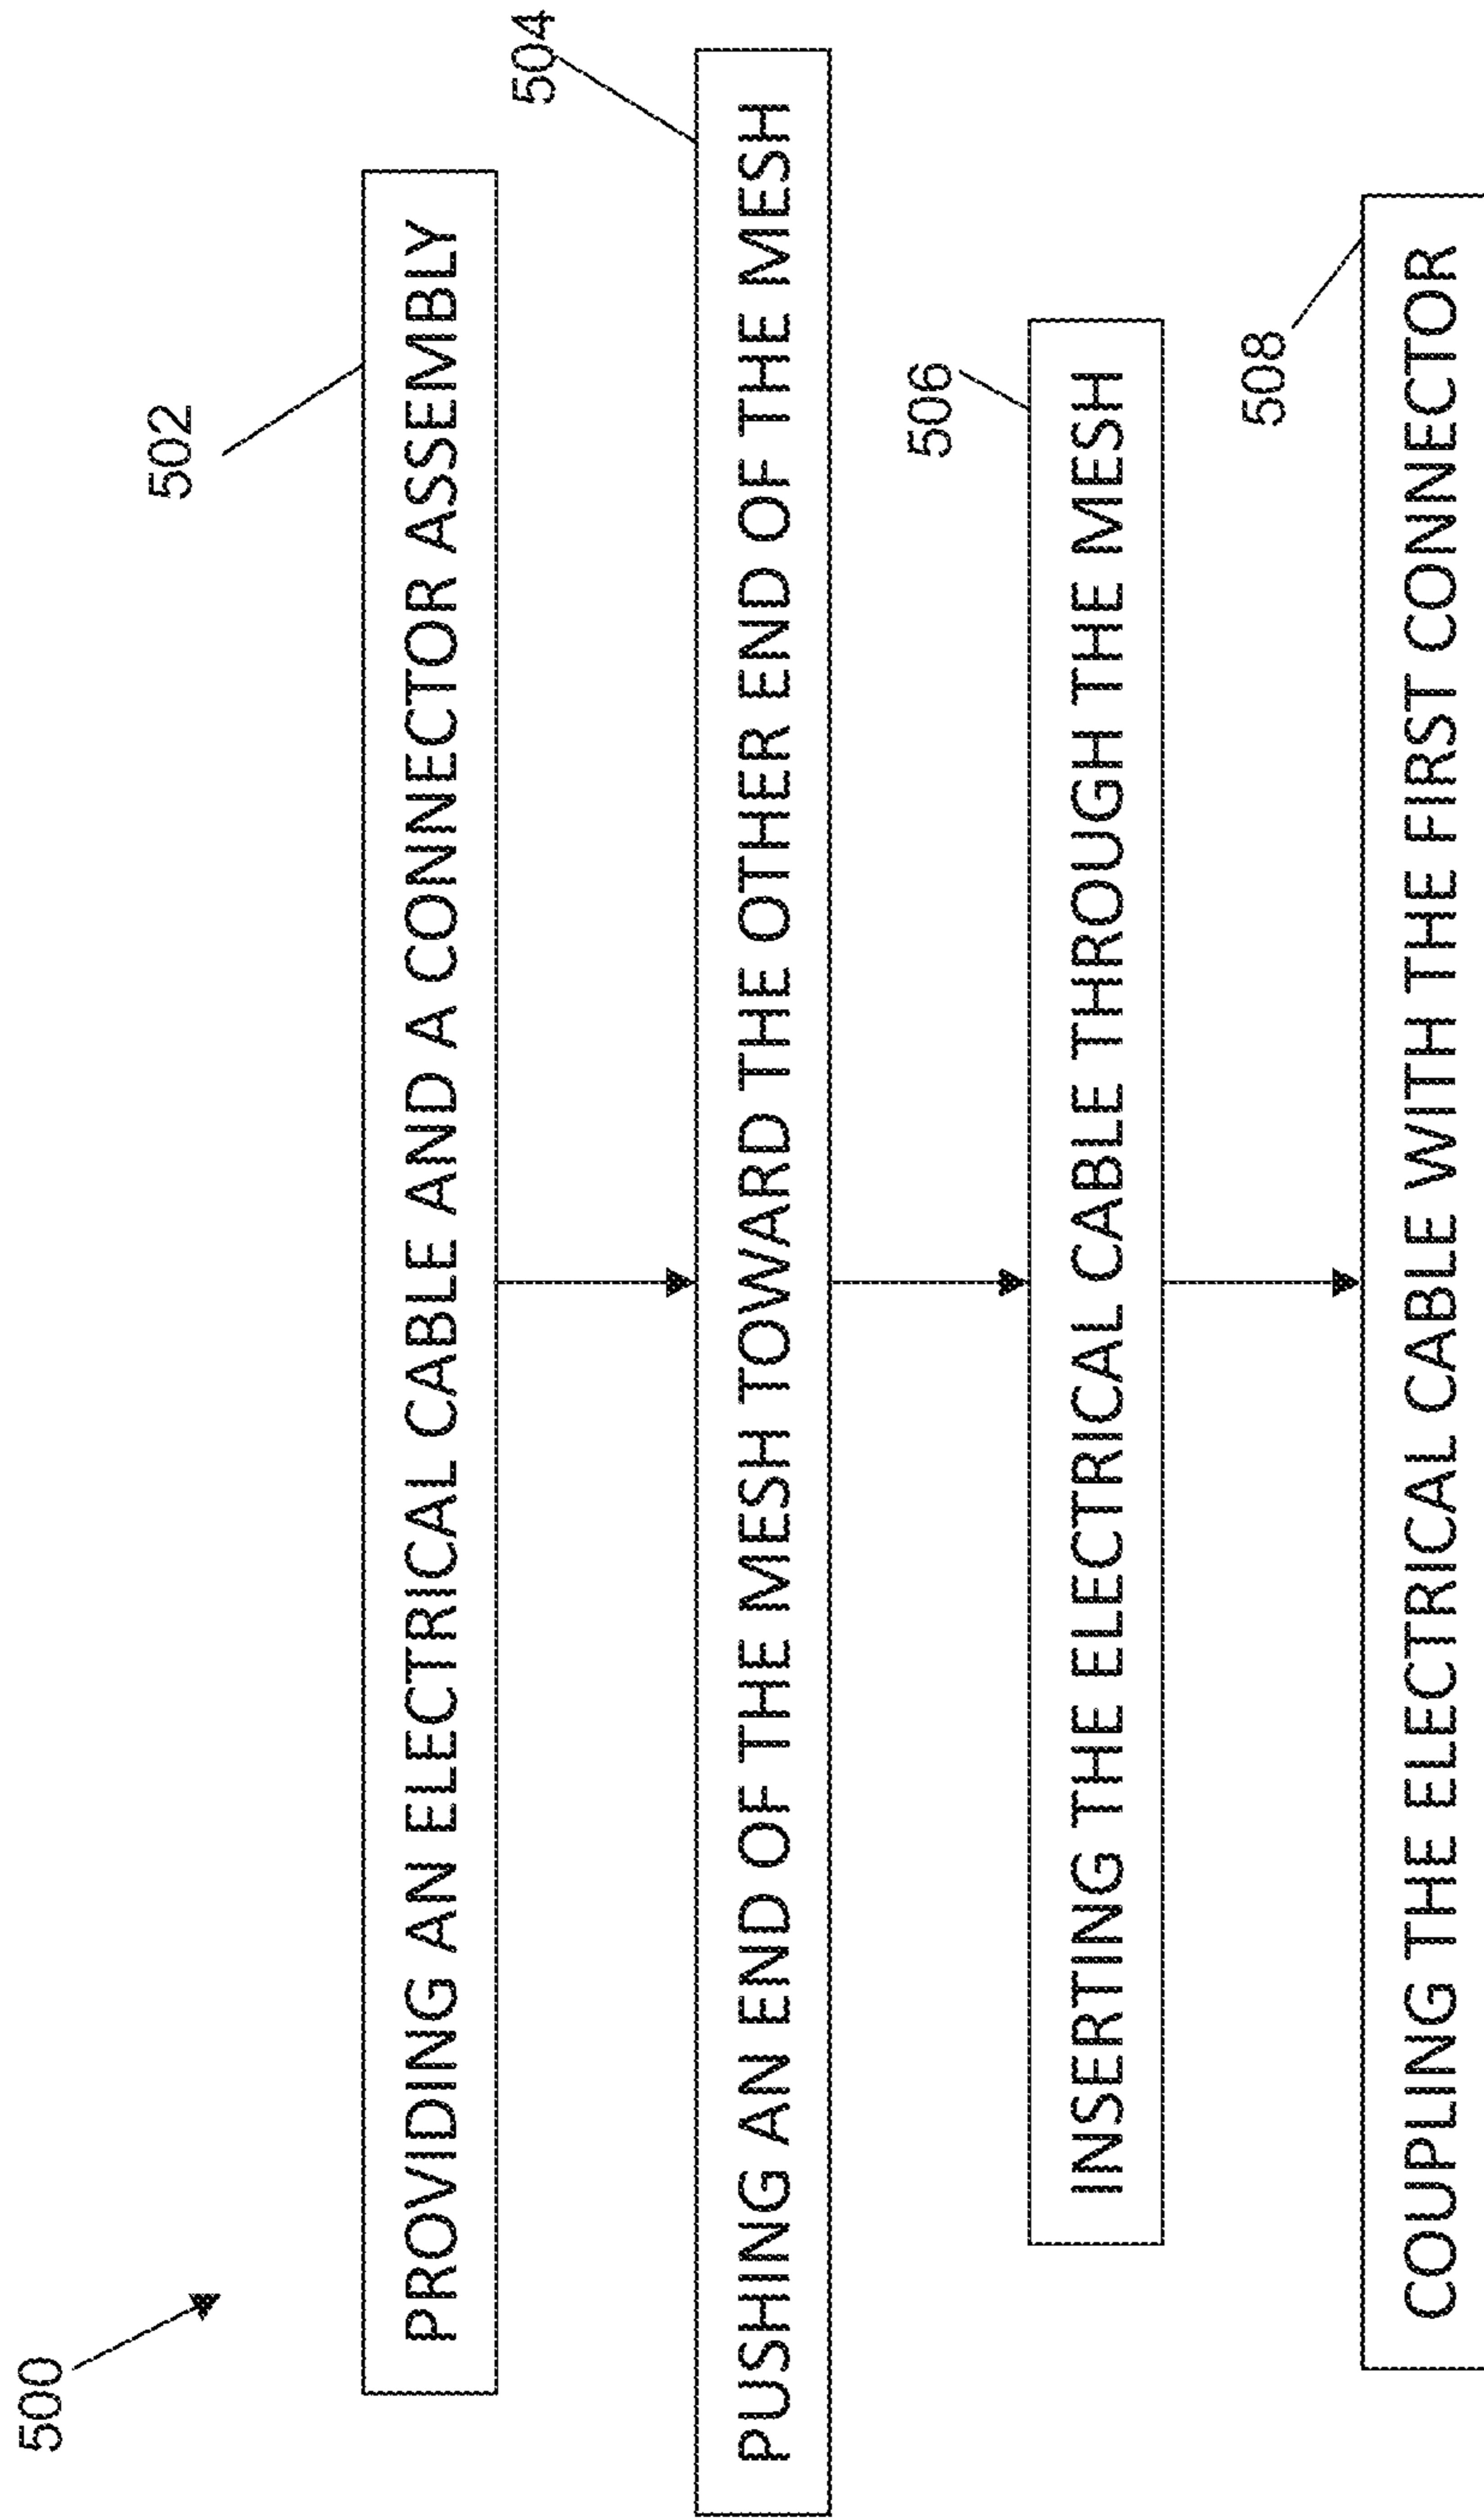 500
502
PROVIDING AN ELECTRICAL CABLE AND A CONNECTOR ASSEMBLY
504
PUSHING AN END OF THE MESH TOWARD THE OTHER END OF THE MESH
506
INSERTING THE ELECTRICAL CABLE THROUGH THE MESH
508
COUPLING THE ELECTRICAL CABLE WITH THE FIRST CONNECTOR